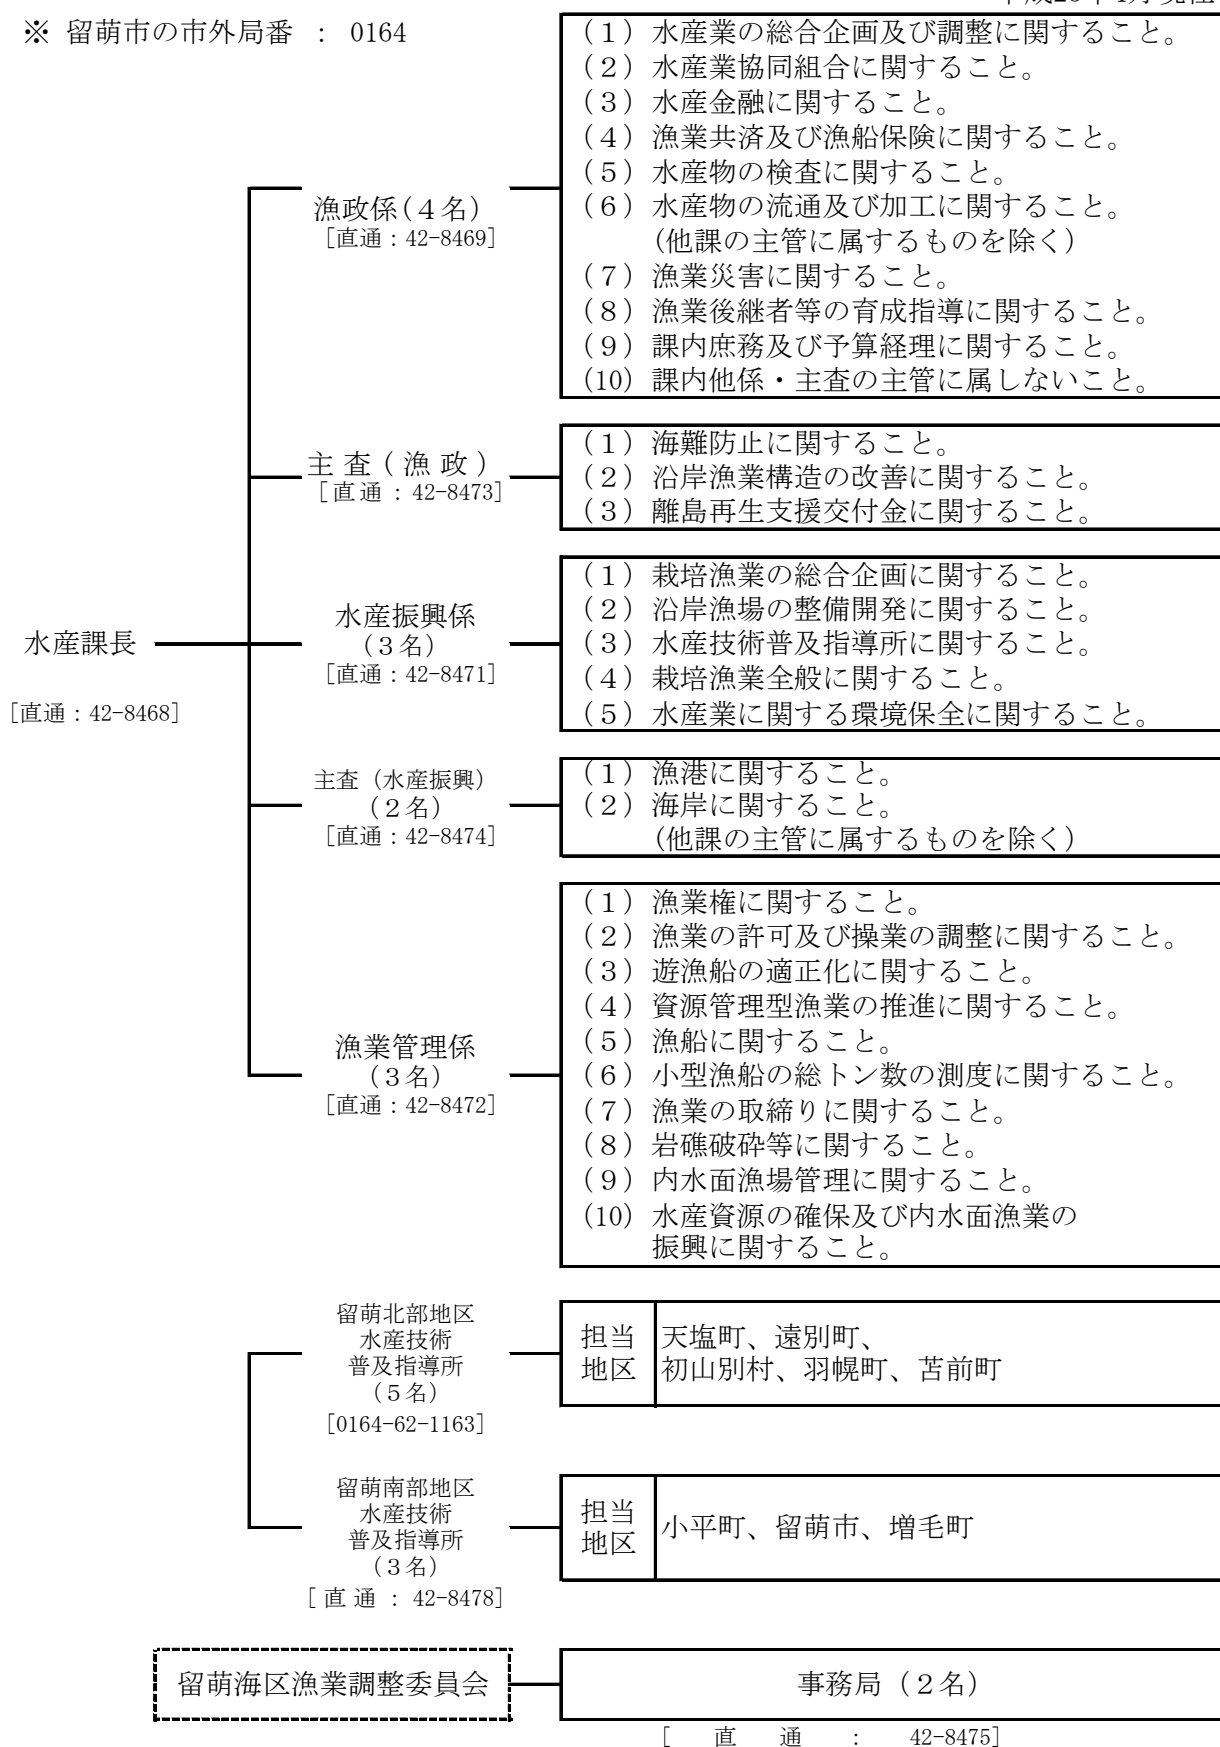 ※ 留萌市の市外局番 : 0164
(1) 水産業の総合企画及び調整に関すること。
(2) 水産業協同組合に関すること。
(3) 水産金融に関すること。
(4) 漁業共済及び漁船保険に関すること。
(5) 水産物の検査に関すること。
(6) 水産物の流通及び加工に関すること。
(他課の主管に属するものを除く)
(7) 漁業災害に関すること。
(8) 漁業後継者等の育成指導に関すること。
(9) 課内庶務及び予算経理に関すること。
(10) 課内他係・主査の主管に属しないこと。
漁政係(4名)
[直通:42-8469]
主査(漁政)
[直通:42-8473]
(1) 海難防止に関すること。
(2) 沿岸漁業構造の改善に関すること。
(3) 離島再生支援交付金に関すること。
水産課長
[直通:42-8468]
水産振興係
(3名)
[直通:42-8471]
(1) 栽培漁業の総合企画に関すること。
(2) 沿岸漁場の整備開発に関すること。
(3) 水産技術普及指導所に関すること。
(4) 栽培漁業全般に関すること。
(5) 水産業に関する環境保全に関すること。
主査(水産振興)
(2名)
[直通:42-8474]
(1) 漁港に関すること。
(2) 海岸に関すること。
(他課の主管に属するものを除く)
漁業管理係
(3名)
[直通:42-8472]
(1) 漁業権に関すること。
(2) 漁業の許可及び操業の調整に関すること。
(3) 遊漁船の適正化に関すること。
(4) 資源管理型漁業の推進に関すること。
(5) 漁船に関すること。
(6) 小型漁船の総トン数の測度に関すること。
(7) 漁業の取締りに関すること。
(8) 岩礁破砕等に関すること。
(9) 内水面漁場管理に関すること。
(10) 水産資源の確保及び内水面漁業の
振興に関すること。
留萌北部地区
水産技術
普及指導所
(5名)
[0164-62-1163]
担当
地区
天塩町、遠別町、
初山別村、羽幌町、苫前町
留萌南部地区
水産技術
普及指導所
(3名)
[直通:42-8478]
担当
地区
小平町、留萌市、増毛町
留萌海区漁業調整委員会
事務局(2名)
[直通:42-8475]